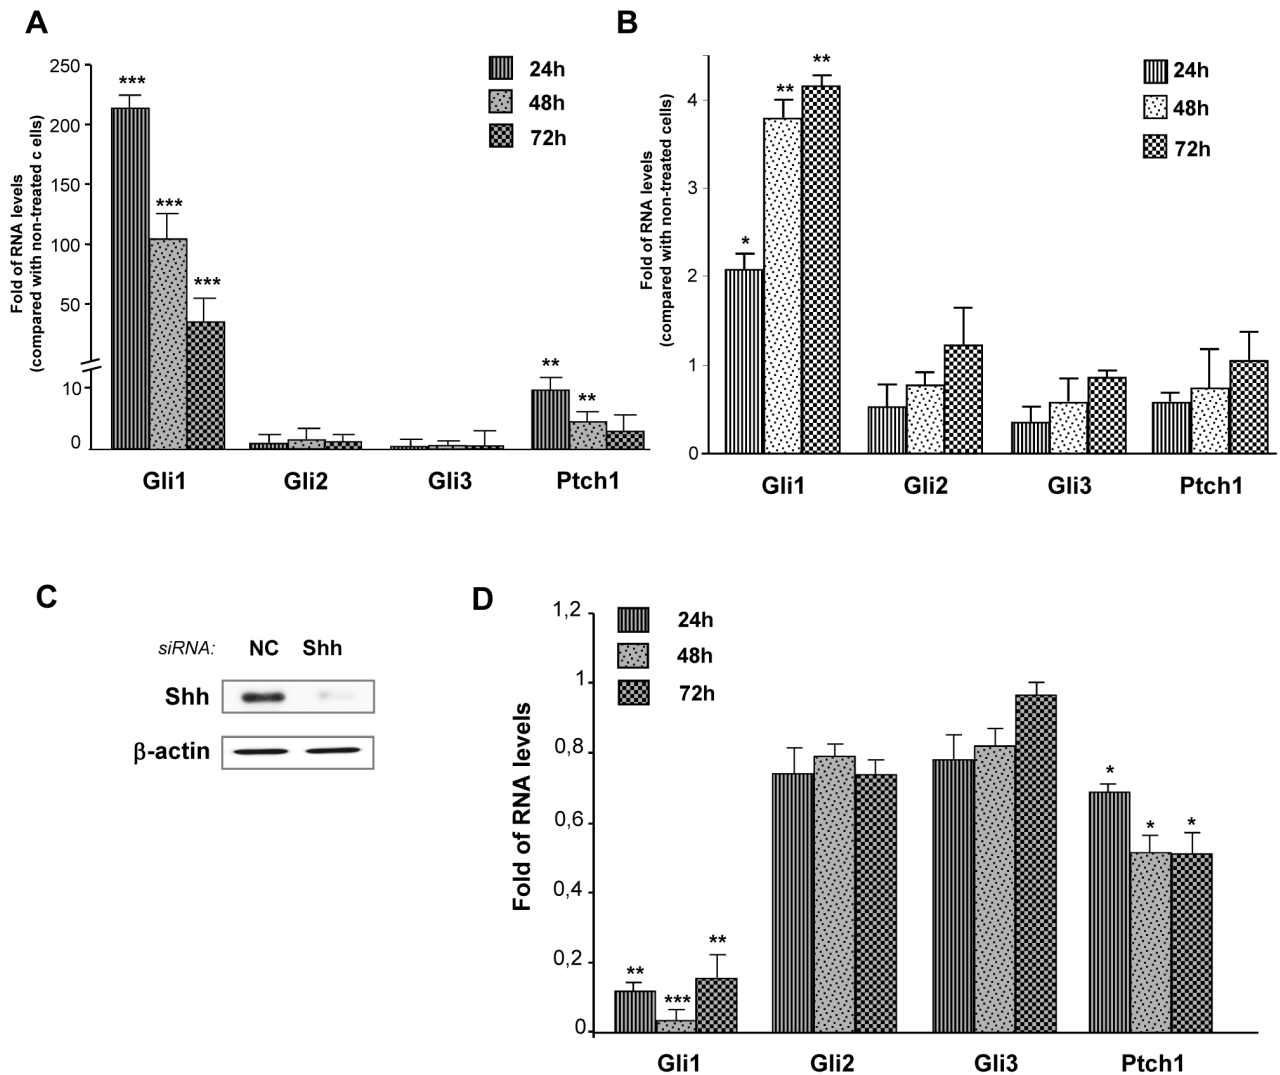 A
Fold of RNA levels
(compared with non-treated c ells)
250
200
150
100
50
10
0
***
***
***
**
**
24h
48h
72h
Gli1 Gli2 Gli3 Ptch1
B
Fold of RNA levels
(compared with non-treated cells)
4
3
2
1
0
*
**
**
24h
48h
72h
Gli1 Gli2 Gli3 Ptch1
C
siRNA: NC Shh
Shh
β-actin
D
Fold of RNA levels
1,2
1
0,8
0,6
0,4
0,2
0
24h
48h
72h
**
***
**
*
*
*
Gli1 Gli2 Gli3 Ptch1